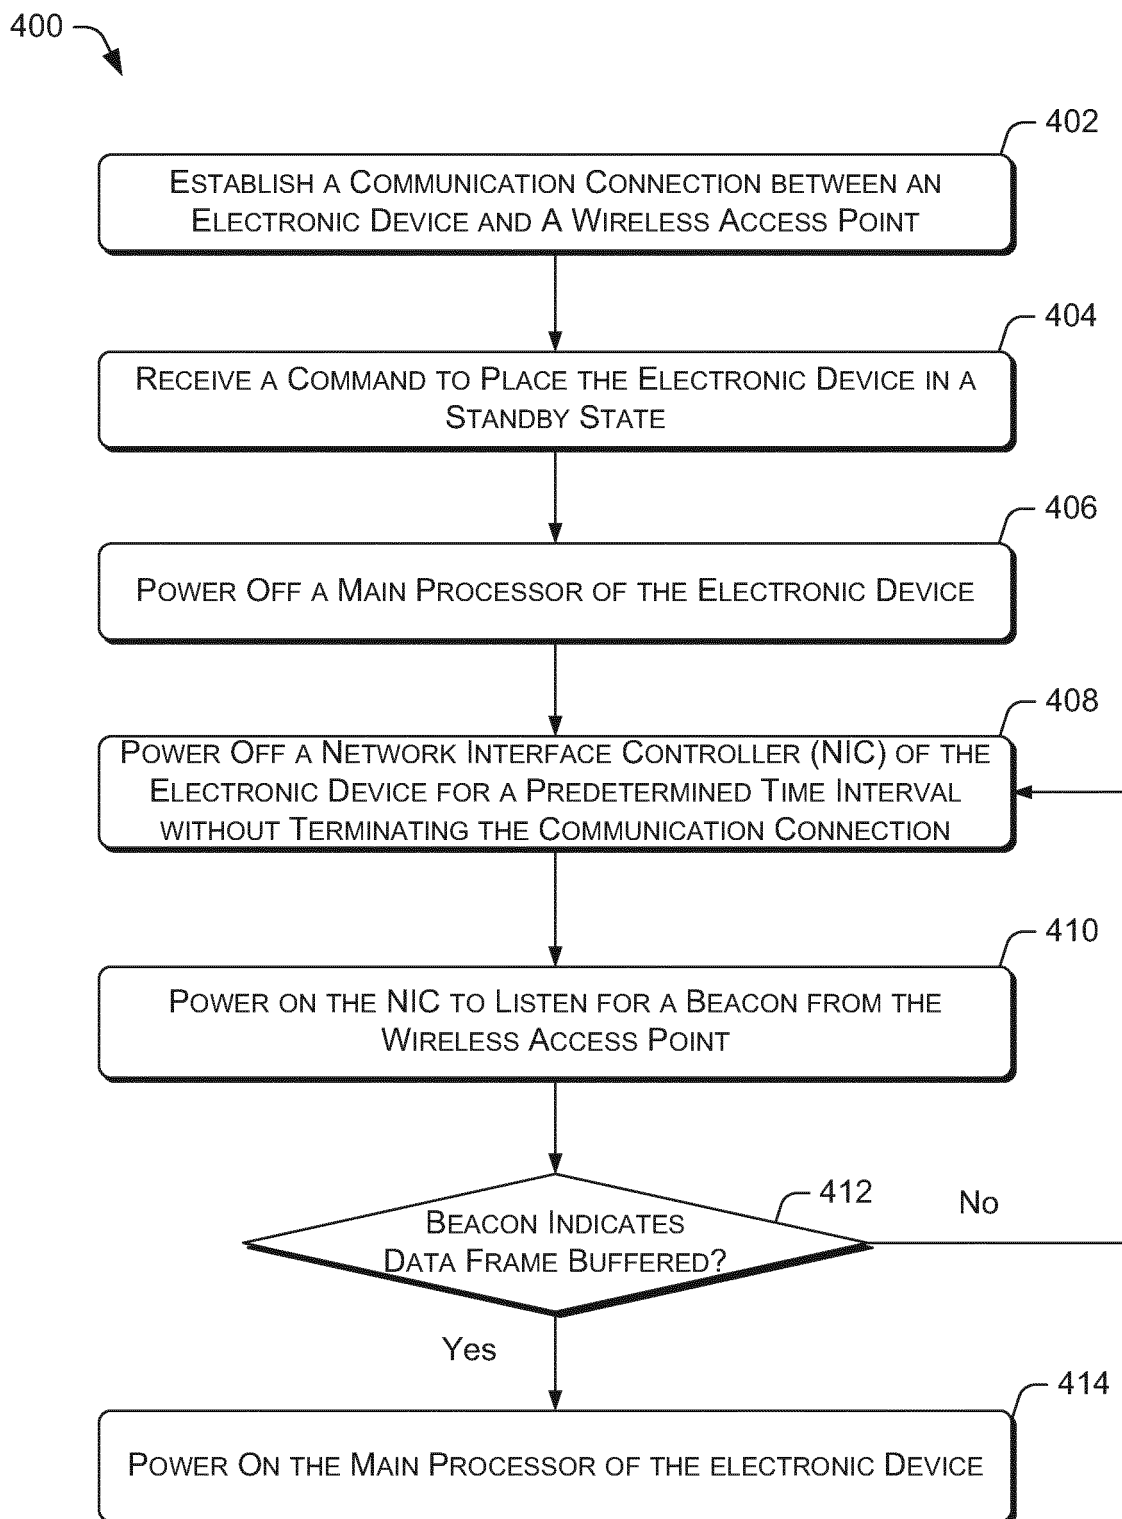 400
402
ESTABLISH A COMMUNICATION CONNECTION BETWEEN AN
ELECTRONIC DEVICE AND A WIRELESS ACCESS POINT
404
RECEIVE A COMMAND TO PLACE THE ELECTRONIC DEVICE IN A
STANDBY STATE
406
POWER OFF A MAIN PROCESSOR OF THE ELECTRONIC DEVICE
408
POWER OFF A NETWORK INTERFACE CONTROLLER (NIC) OF THE
ELECTRONIC DEVICE FOR A PREDETERMINED TIME INTERVAL
WITHOUT TERMINATING THE COMMUNICATION CONNECTION
410
POWER ON THE NIC TO LISTEN FOR A BEACON FROM THE
WIRELESS ACCESS POINT
412
No
BEACON INDICATES
DATA FRAME BUFFERED?
Yes
414
POWER ON THE MAIN PROCESSOR OF THE ELECTRONIC DEVICE